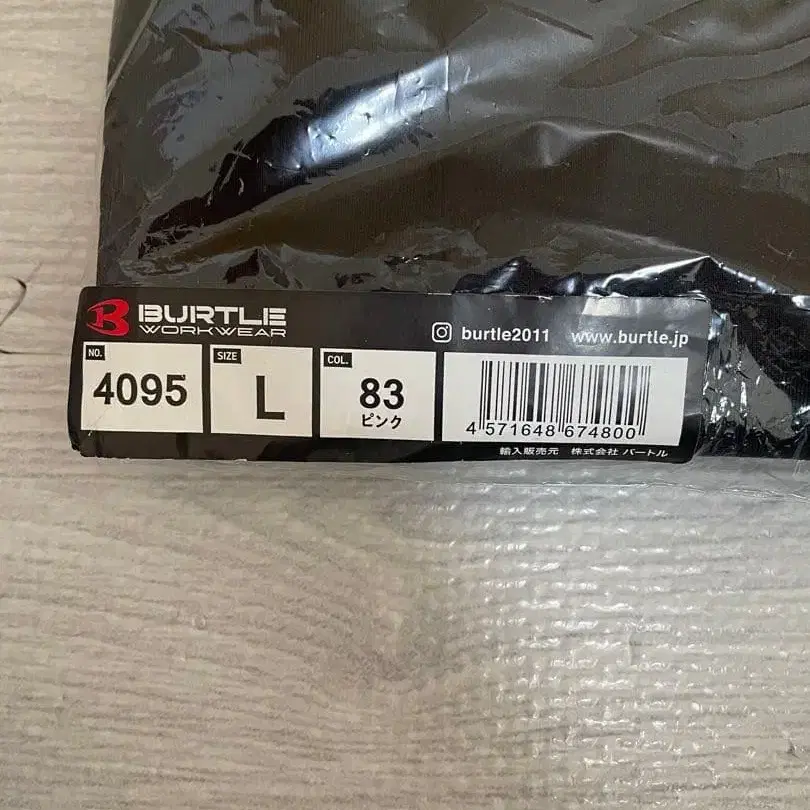 BURTLE
WORKWEAR
burtle2011 www.burtle.jp
NO. SIZE COL.
4095 L 83
ピンク
4 571648 674800
輸入販売元 株式会社 バートル